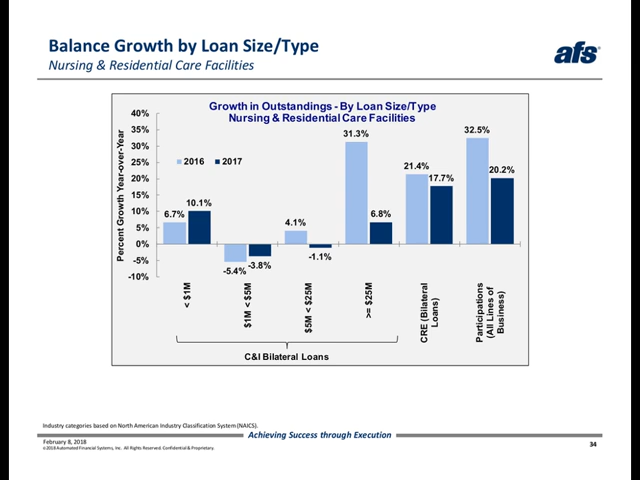 Balance Growth by Loan Size/Type
Nursing & Residential Care Facilities
afs
Growth in Outstandings - By Loan Size/Type
Nursing & Residential Care Facilities
Percent Growth Year-over-Year
40%
35%
30%
25%
20%
15%
10%
5%
0%
-5%
-10%
2016
2017
6.7%
10.1%
-5.4%
-3.8%
4.1%
-1.1%
31.3%
6.8%
21.4%
17.7%
32.5%
20.2%
< $1M
$1M < $5M
$5M < $25M
>= $25M
CRE (Bilateral
Loans)
Participations
(All Lines of
Business)
C&I Bilateral Loans
Industry categories based on North American Industry Classification System (NAICS).
Achieving Success through Execution
February 8, 2018
©2018 Automated Financial Systems, Inc. All Rights Reserved. Confidential & Proprietary.
34